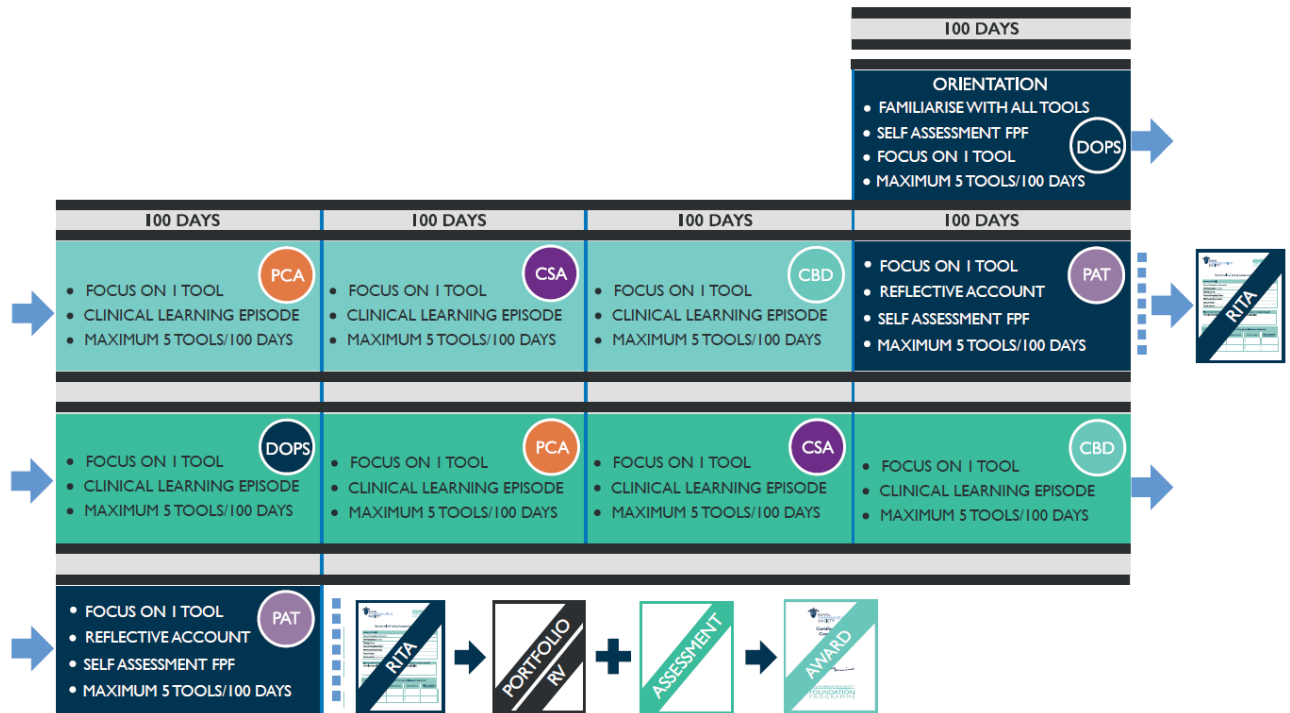 100 DAYS
ORIENTATION
• FAMILIARISE WITH ALL TOOLS
• SELF ASSESSMENT FPF
• FOCUS ON 1 TOOL
• MAXIMUM 5 TOOLS/100 DAYS
DOPS
100 DAYS
100 DAYS
100 DAYS
100 DAYS
PCA
• FOCUS ON 1 TOOL
• CLINICAL LEARNING EPISODE
• MAXIMUM 5 TOOLS/100 DAYS
CSA
• FOCUS ON 1 TOOL
• CLINICAL LEARNING EPISODE
• MAXIMUM 5 TOOLS/100 DAYS
CBD
• FOCUS ON 1 TOOL
• CLINICAL LEARNING EPISODE
• MAXIMUM 5 TOOLS/100 DAYS
PAT
• FOCUS ON 1 TOOL
• REFLECTIVE ACCOUNT
• SELF ASSESSMENT FPF
• MAXIMUM 5 TOOLS/100 DAYS
RITA
DOPS
• FOCUS ON 1 TOOL
• CLINICAL LEARNING EPISODE
• MAXIMUM 5 TOOLS/100 DAYS
PCA
• FOCUS ON 1 TOOL
• CLINICAL LEARNING EPISODE
• MAXIMUM 5 TOOLS/100 DAYS
CSA
• FOCUS ON 1 TOOL
• CLINICAL LEARNING EPISODE
• MAXIMUM 5 TOOLS/100 DAYS
CBD
• FOCUS ON 1 TOOL
• CLINICAL LEARNING EPISODE
• MAXIMUM 5 TOOLS/100 DAYS
PAT
• FOCUS ON 1 TOOL
• REFLECTIVE ACCOUNT
• SELF ASSESSMENT FPF
• MAXIMUM 5 TOOLS/100 DAYS
RITA
PORTFOLIO
RV
ASSESSMENT
AWARD
FOUNDATION
PROGRAMME